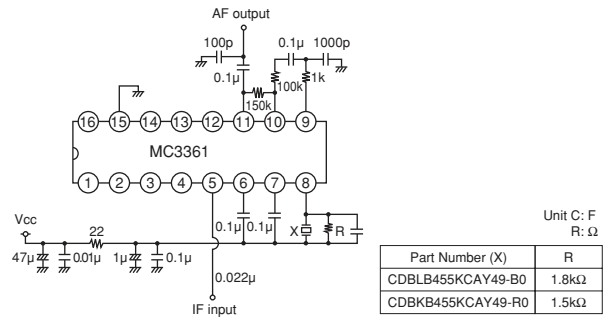 AF output
100p
0.1µ
0.1µ
1000p
100k
1k
150k
16
15
14
13
12
11
10
9
MC3361
1
2
3
4
5
6
7
8
Vcc
22
0.1µ
0.1µ
X
R
47µ
0.01µ
1µ
0.1µ
0.022µ
IF input
Unit C: F
R: Ω
Part Number (X) R
CDBLB455KCAY49-B0 1.8kΩ
CDBKB455KCAY49-R0 1.5kΩ